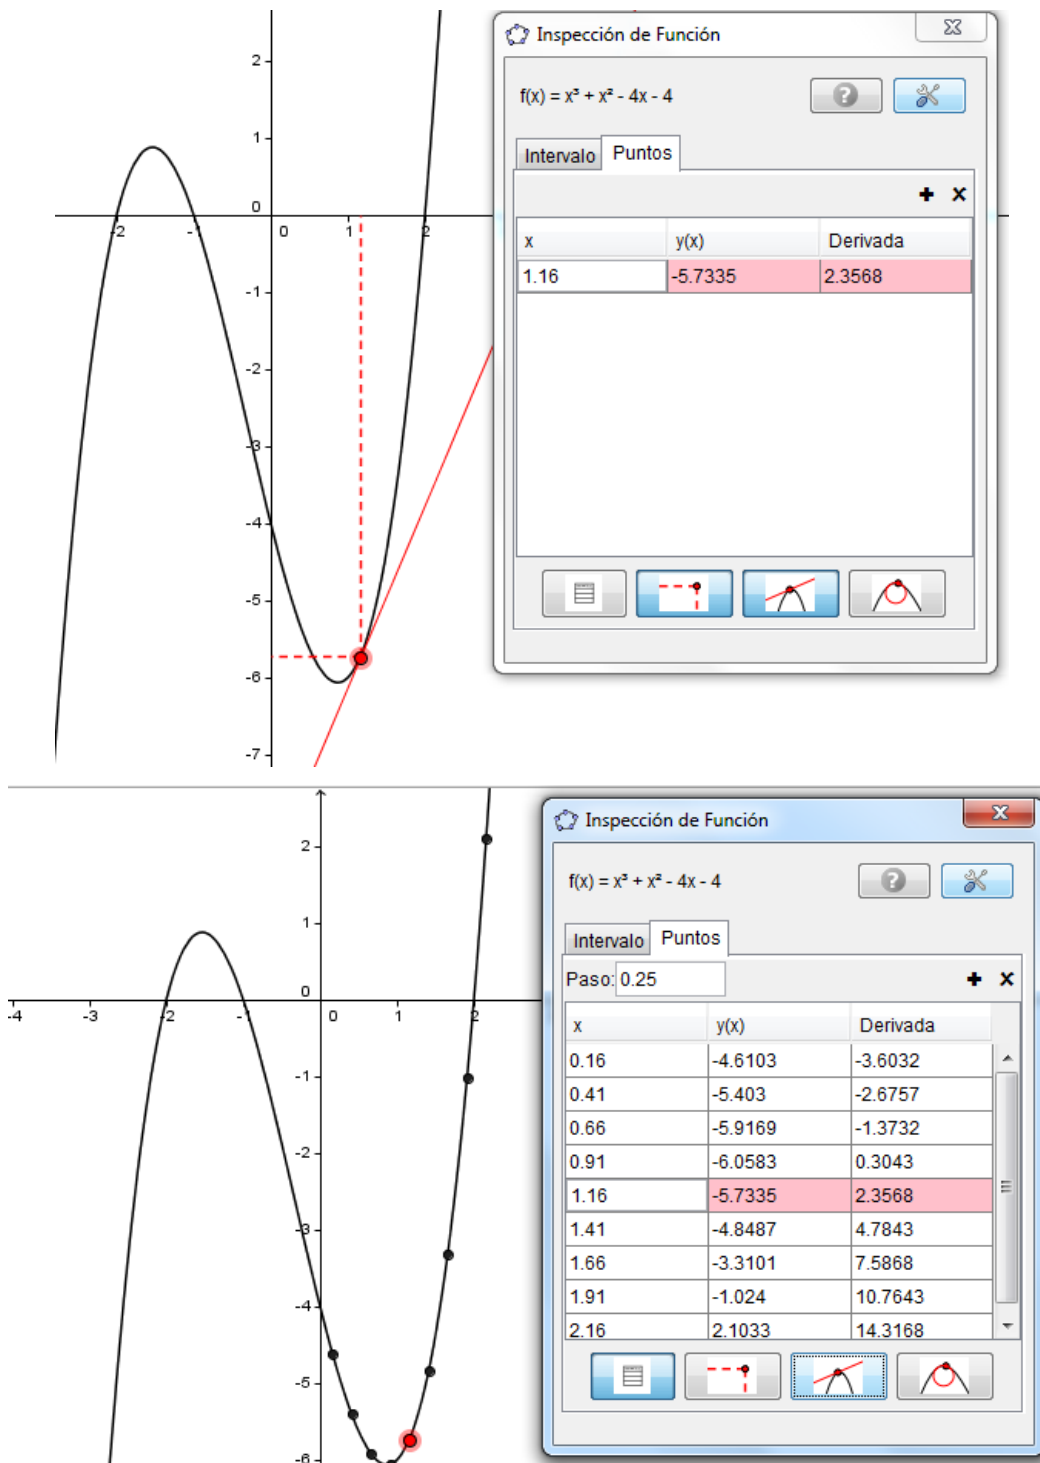 2
1
0
-2
-1
0
1
2
-1
-2
-3
-4
-5
-6
-7
Inspección de Función
f(x) = x³ + x² - 4x - 4
Intervalo Puntos
x y(x) Derivada
1.16 -5.7335 2.3568
2
1
0
-4 -3 -2 -1 0 1 2
-1
-2
-3
-4
-5
-6
Inspección de Función
f(x) = x³ + x² - 4x - 4
Intervalo Puntos
Paso: 0.25
x y(x) Derivada
0.16 -4.6103 -3.6032
0.41 -5.403 -2.6757
0.66 -5.9169 -1.3732
0.91 -6.0583 0.3043
1.16 -5.7335 2.3568
1.41 -4.8487 4.7843
1.66 -3.3101 7.5868
1.91 -1.024 10.7643
2.16 2.1033 14.3168